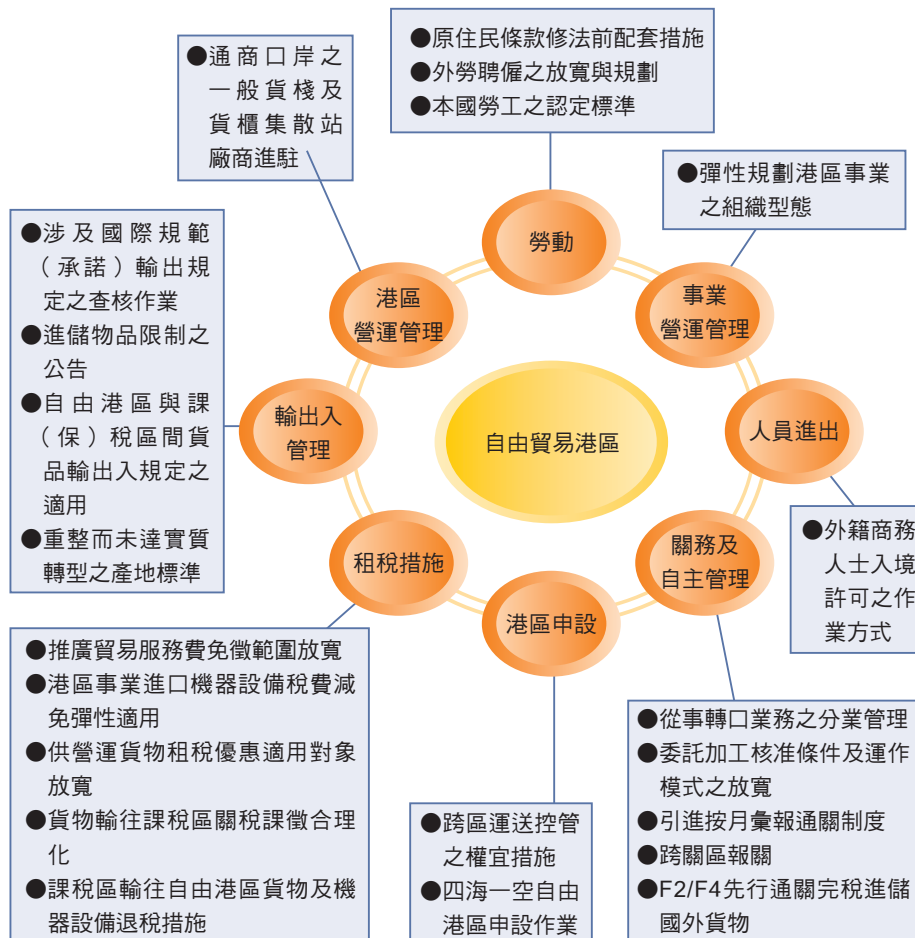 ●原住民條款修法前配套措施
●外勞聘僱之放寬與規劃
●本國勞工之認定標準
●通商口岸之
一般貨棧及
貨櫃集散站
廠商進駐
●彈性規劃港區事業
之組織型態
●涉及國際規範
（承諾）輸出規
定之查核作業
●進儲物品限制之
公告
●自由港區與課
（保）稅區間貨
品輸出入規定之
適用
●重整而未達實質
轉型之產地標準
勞動
港區
營運管理
事業
營運管理
輸出入
管理
自由貿易港區
人員進出
租稅措施
關務及
自主管理
港區申設
●外籍商務
人士入境
許可之作
業方式
●推廣貿易服務費免徵範圍放寬
●港區事業進口機器設備稅費減
免彈性適用
●供營運貨物租稅優惠適用對象
放寬
●貨物輸往課稅區關稅課徵合理
化
●課稅區輸往自由港區貨物及機
器設備退稅措施
●跨區運送控管
之權宜措施
●四海一空自由
港區申設作業
●從事轉口業務之分業管理
●委託加工核准條件及運作
模式之放寬
●引進按月彙報通關制度
●跨關區報關
●F2/F4先行通關完稅進儲
國外貨物